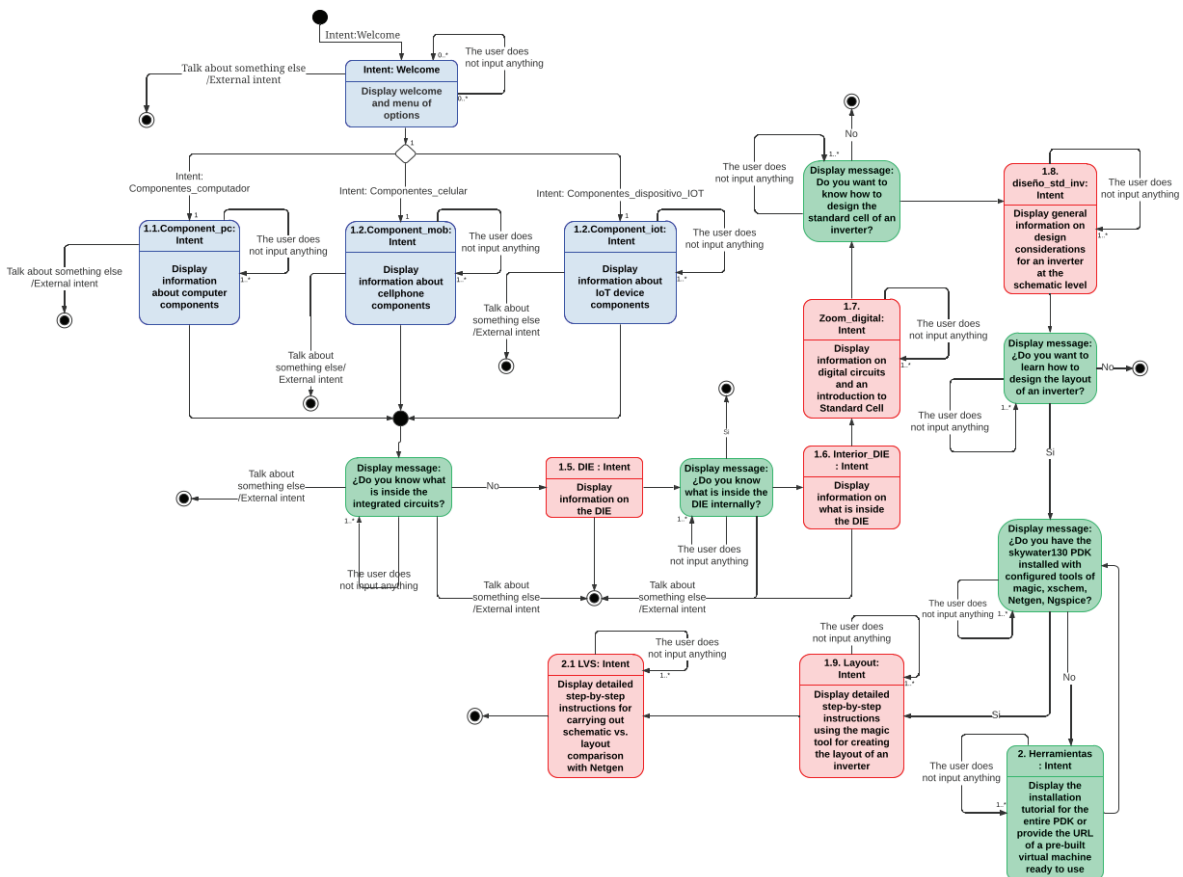 Intent:Welcome
The user does
not input anything
0..*
Talk about something else
/External intent
Intent: Welcome
Display welcome
and menu of
options
0..*
1
Intent:
Componentes_computador
Intent: Componentes_celular
Intent: Componentes_dispositivo_IOT
1
1
1
1.1.Component_pc:
Intent
Display
information
about computer
components
The user does
not input anything
1..*
Talk about something else
/External intent
1.2.Component_mob:
Intent
Display
information about
cellphone
components
The user does
not input anything
1..*
Talk about
something else/
External intent
1.2.Component_iot:
Intent
Display
information about
IoT device
components
The user does
not input anything
1..*
Talk about
something else
/External intent
Display message:
¿Do you know what
is inside the
integrated circuits?
Talk about
something else
/External intent
1..*
The user does
not input anything
Talk about
something else
/External intent
No
1.5. DIE : Intent
Display
information on
the DIE
Si
Display message:
¿Do you know
what is inside the
DIE internally?
1..*
The user does
not input anything
Talk about
something else
/External intent
1.6. Interior_DIE
: Intent
Display
information on
what is inside
the DIE
1.7.
Zoom_digital:
Intent
Display
information on
digital circuits
and an
introduction to
Standard Cell
The user does
not input anything
1..*
No
1..*
The user does
not input anything
Display message:
Do you want to
know how to
design the
standard cell of an
inverter?
1.8.
diseño_std_inv:
Intent
Display general
information on
design
considerations
for an inverter
at the
schematic level
The user does
not input anything
1..*
Display message:
¿Do you want to
learn how to
design the layout
of an inverter?
No
1..*
The user does
not input anything
Si
Display message:
¿Do you have the
skywater130 PDK
installed with
configured tools of
magic, xschem,
Netgen, Ngspice?
The user does
not input anything
1..*
No
Si
2. Herramientas
: Intent
Display the
installation
tutorial for the
entire PDK or
provide the URL
of a pre-built
virtual machine
ready to use
The user does
not input anything
1..*
1.9. Layout:
Intent
Display detailed
step-by-step
instructions
using the magic
tool for creating
the layout of an
inverter
The user does
not input anything
1..*
2.1 LVS: Intent
Display detailed
step-by-step
instructions for
carrying out
schematic vs.
layout
comparison
with Netgen
The user does
not input anything
1..*